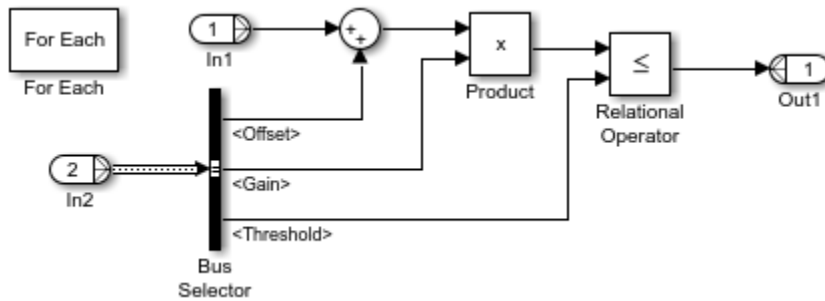 For Each
For Each
1
In1
+
+
x
Product
≤
Relational
Operator
1
Out1
<Offset>
2
In2
<Gain>
<Threshold>
Bus
Selector